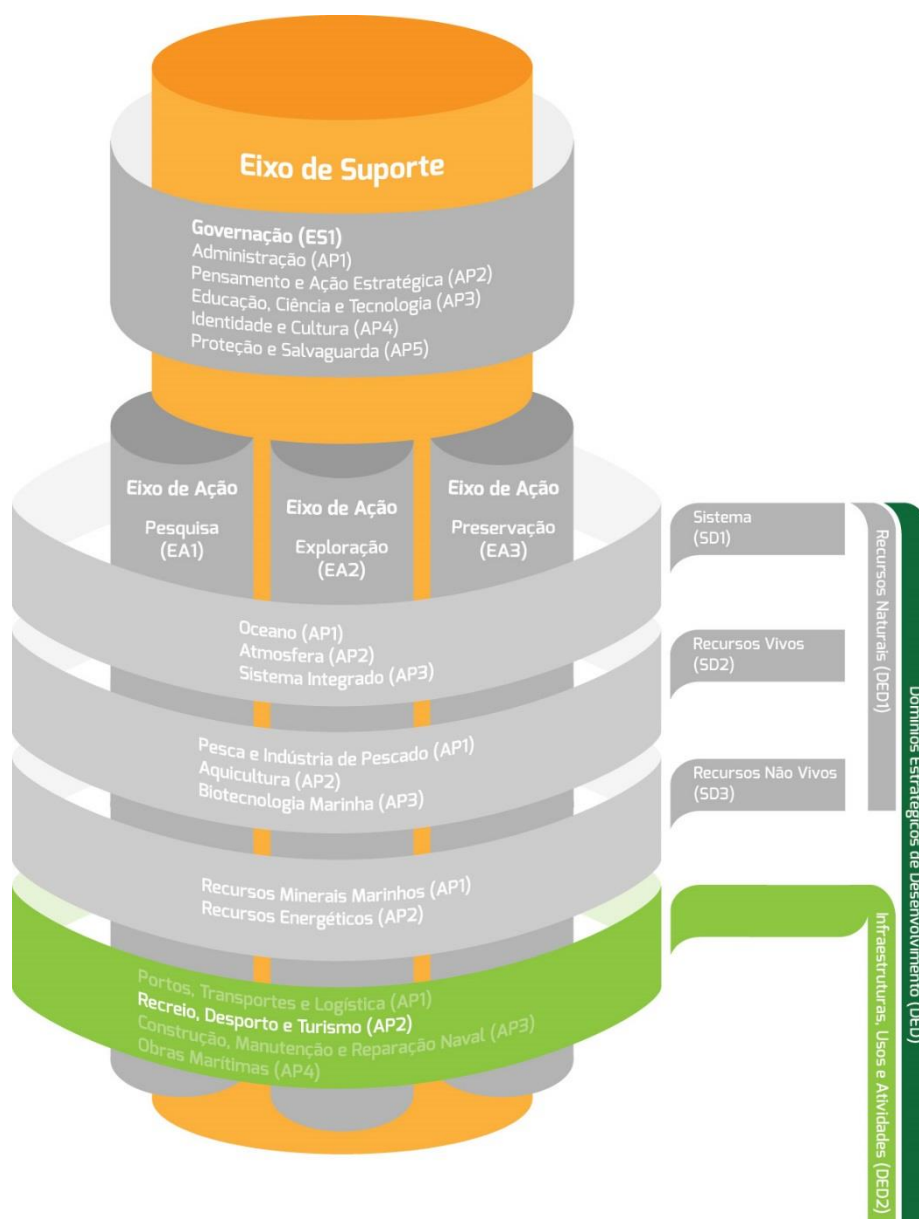 Eixo de Suporte
Governação (ES1)
Administração (AP1)
Pensamento e Ação Estratégica (AP2)
Educação, Ciência e Tecnologia (AP3)
Identidade e Cultura (AP4)
Proteção e Salvaguarda (AP5)
Eixo de Ação
Pesquisa
(EA1)
Eixo de Ação
Exploração
(EA2)
Eixo de Ação
Preservação
(EA3)
Oceano (AP1)
Atmosfera (AP2)
Sistema Integrado (AP3)
Pesca e Indústria de Pescado (AP1)
Aquicultura (AP2)
Biotecnologia Marinha (AP3)
Recursos Minerais Marinhos (AP1)
Recursos Energéticos (AP2)
Portos, Transportes e Logística (AP1)
Recreio, Desporto e Turismo (AP2)
Construção, Manutenção e Reparação Naval (AP3)
Obras Marítimas (AP4)
Sistema
(SD1)
Recursos Vivos
(SD2)
Recursos Não Vivos
(SD3)
Recursos Naturais (DED1)
Infraestruturas, Usos e Atividades (DED2)
Domínios Estratégicos de Desenvolvimento (DED)